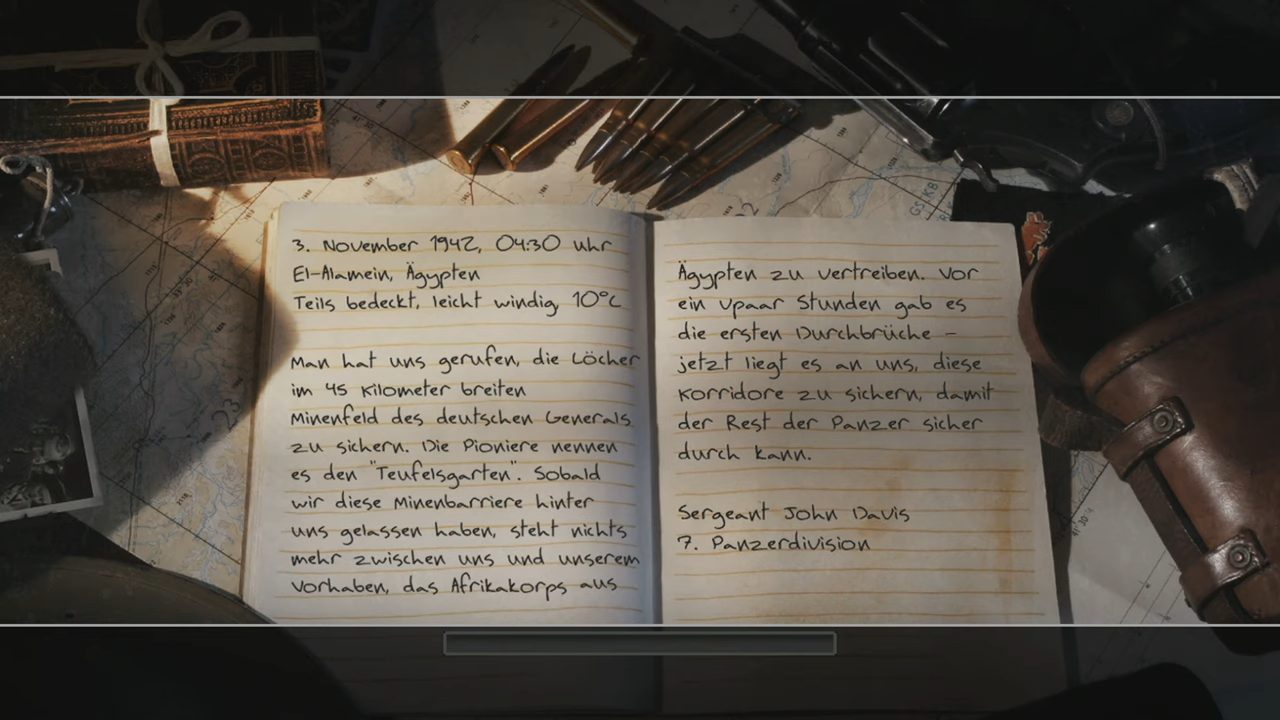 3. November 1942, 04:30 Uhr
El-Alamein, Ägypten
Teils bedeckt, leicht windig, 10°C
Man hat uns gerufen, die Löcher
im 45 Kilometer breiten
Minenfeld des deutschen Generals
zu sichern. Die Pioniere nennen
es den "Teufelsgarten". Sobald
wir diese Minenbarriere hinter
uns gelassen haben, steht nichts
mehr zwischen uns und unserem
Vorhaben, das Afrikakorps aus
Ägypten zu vertreiben. Vor
ein vpaar Stunden gab es
die ersten Durchbrüche –
jetzt liegt es an uns, diese
Korridore zu sichern, damit
der Rest der Panzer sicher
durch kann.
Sergeant John Davis
7. Panzerdivision